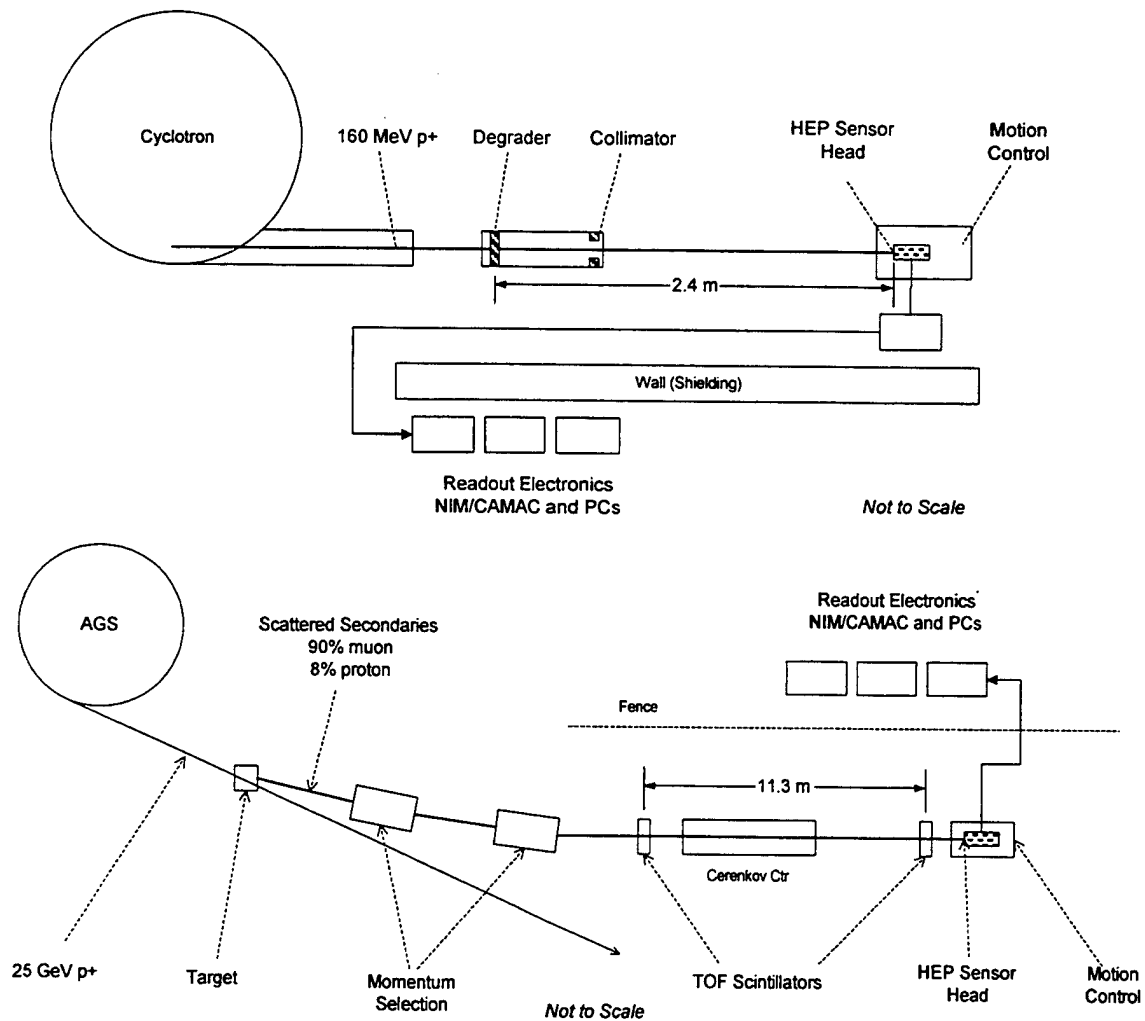 Cyclotron
160 MeV p+
Degrader
Collimator
HEP Sensor
Head
Motion
Control
2.4 m
Wall (Shielding)
Readout Electronics
NIM/CAMAC and PCs
Not to Scale
AGS
Scattered Secondaries
90% muon
8% proton
Readout Electronics
NIM/CAMAC and PCs
Fence
11.3 m
Cerenkov Ctr
25 GeV p+
Target
Momentum
Selection
TOF Scintillators
HEP Sensor
Head
Motion
Control
Not to Scale